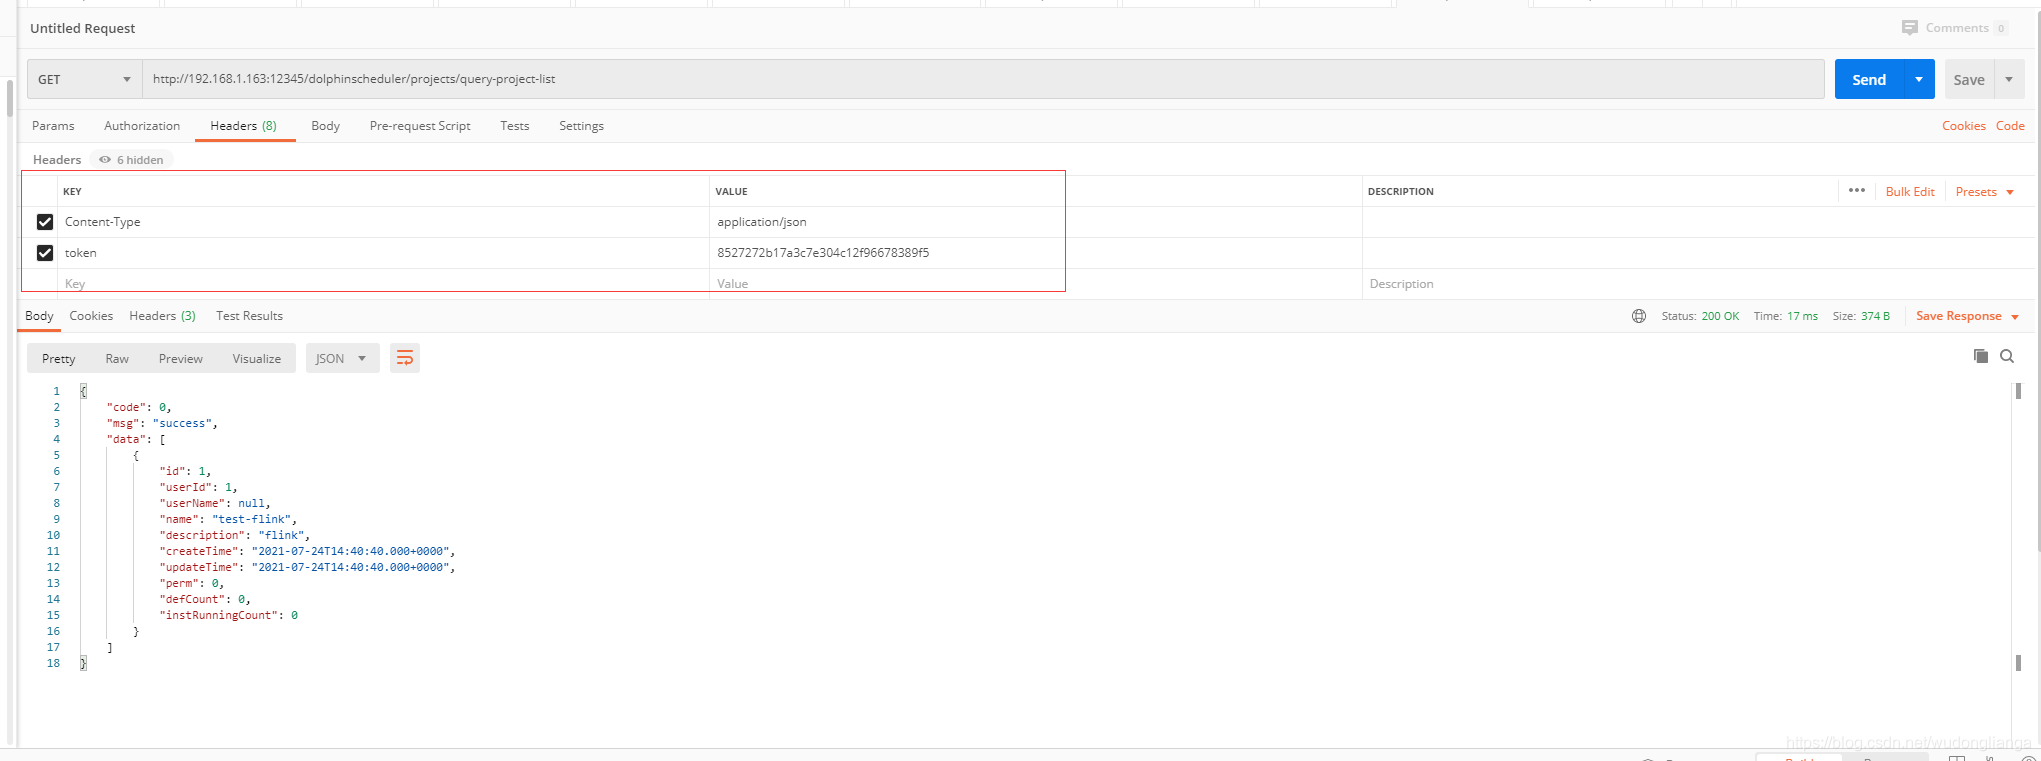 Untitled Request
Comments 0
GET http://192.168.1.163:12345/dolphinscheduler/projects/query-project-list Send Save
Params Authorization Headers (8) Body Pre-request Script Tests Settings Cookies Code
Headers 6 hidden
KEY VALUE DESCRIPTION ••• Bulk Edit Presets
Content-Type application/json
token 8527272b17a3c7e304c12f96678389f5
Key Value Description
Body Cookies Headers (3) Test Results Status: 200 OK Time: 17 ms Size: 374 B Save Response
Pretty Raw Preview Visualize JSON
1 {
2 "code": 0,
3 "msg": "success",
4 "data": [
5 {
6 "id": 1,
7 "userId": 1,
8 "userName": null,
9 "name": "test-flink",
10 "description": "flink",
11 "createTime": "2021-07-24T14:40:40.000+0000",
12 "updateTime": "2021-07-24T14:40:40.000+0000",
13 "perm": 0,
14 "defCount": 0,
15 "instRunningCount": 0
16 }
17 ]
18 }
https://blog.csdn.net/wudonglianga